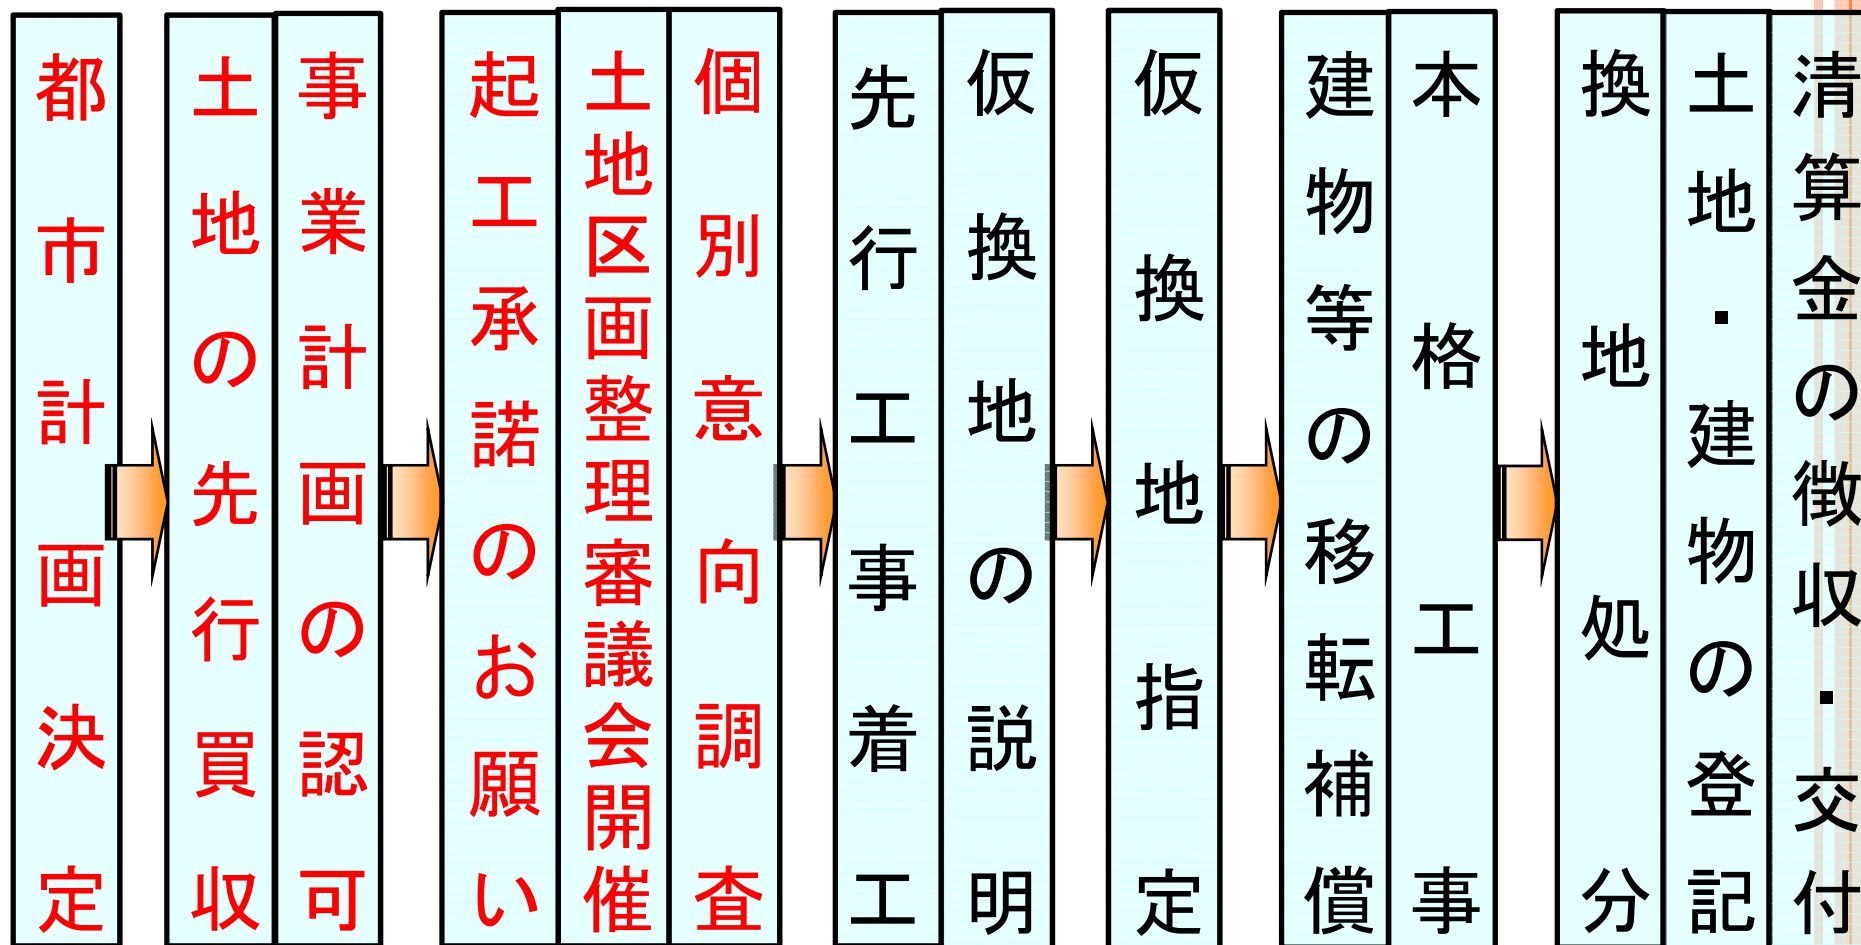 都市計画決定
土地の先行買収
事業計画の認可
起工承諾のお願い
土地区画整理審議会開催
個別意向調査
先行工事着工
仮換地の説明
仮換地指定
建物等の移転補償
本格工事
換地処分
土地・建物の登記
清算金の徴収・交付